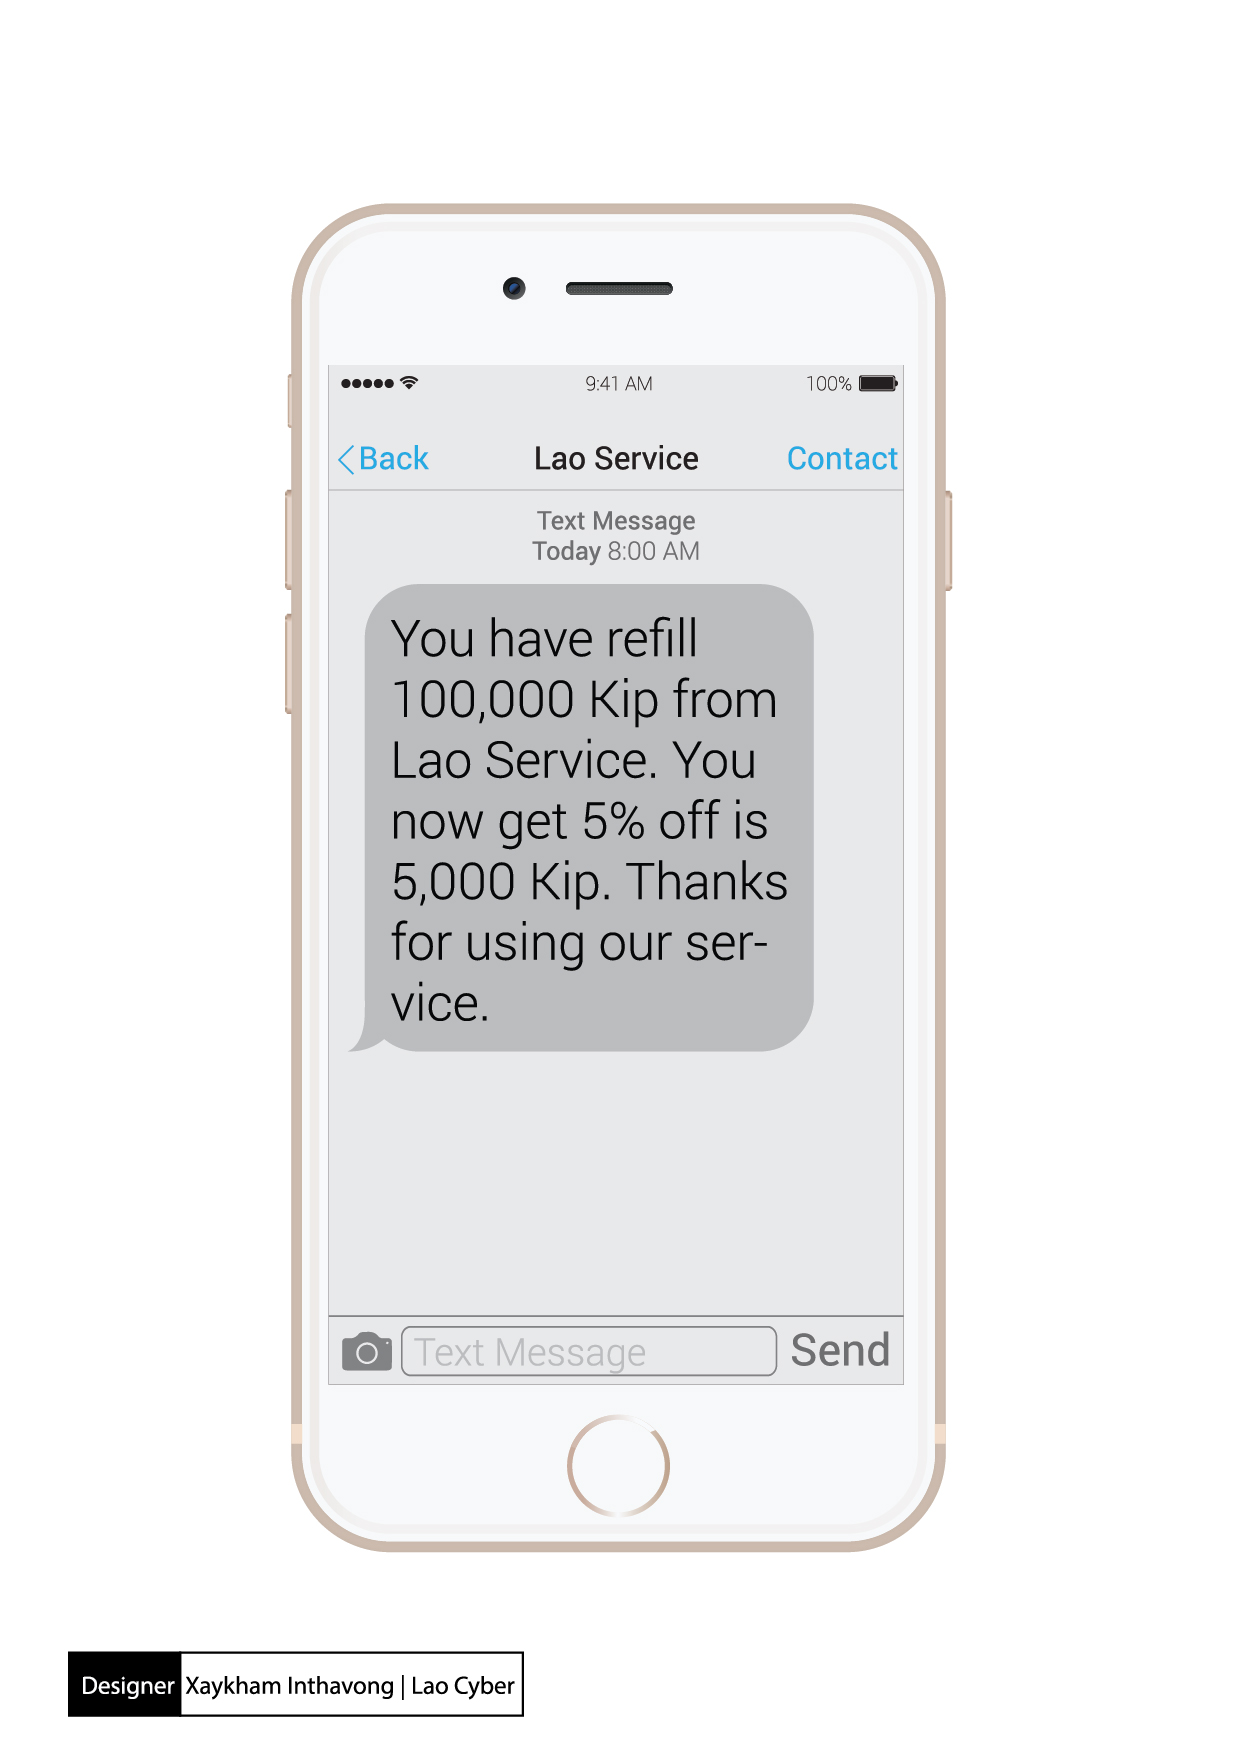 9:41 AM 100%
Back Lao Service Contact
Text Message
Today 8:00 AM
You have refill
100,000 Kip from
Lao Service. You
now get 5% off is
5,000 Kip. Thanks
for using our ser-
vice.
Text Message Send
Designer Xaykham Inthavong | Lao Cyber